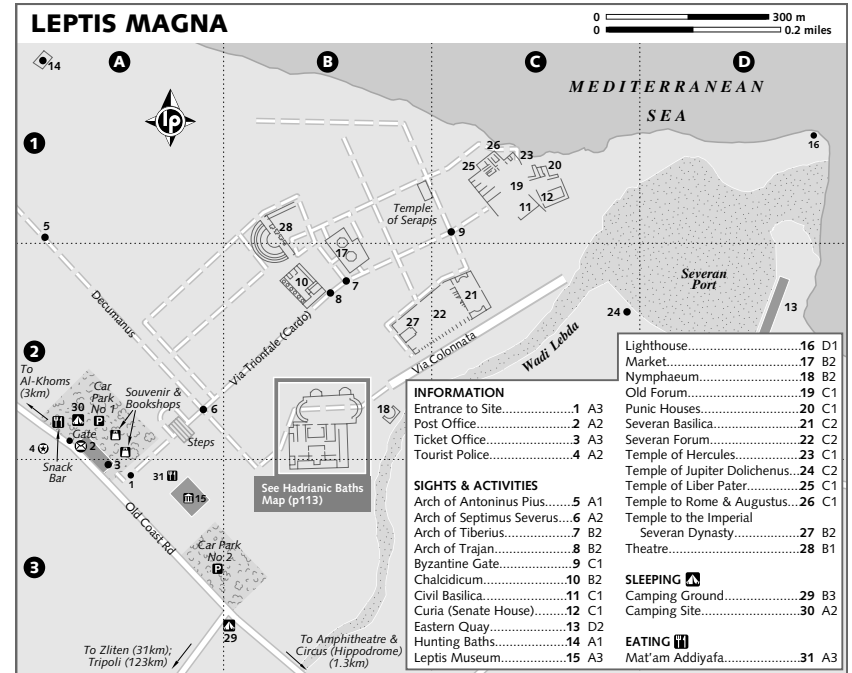 LEPTIS MAGNA
0 300 m
0 0.2 miles
A
B
C
D
1
2
3
lp
MEDITERRANEAN
SEA
14
16
26
23
25
20
19
12
11
Temple
of Serapis
28
5
9
17
10
7
8
Severan
Port
13
21
22
27
24
Decumanus
Via Trionfale (Cardo)
Via Colonnata
Wadi Lebda
To
Al-Khoms
(3km)
Car
Park
No 1
Souvenir &
Bookshops
6
30
P
Gate
2
4
3
Snack
Bar
1
Steps
18
31
15
See Hadrianic Baths
Map (p113)
Old Coast Rd
Car Park
No 2
P
29
To Zliten (31km);
Tripoli (123km)
To Amphitheatre &
Circus (Hippodrome)
(1.3km)
INFORMATION
Entrance to Site....................1 A3
Post Office............................2 A2
Ticket Office.........................3 A3
Tourist Police........................4 A2
SIGHTS & ACTIVITIES
Arch of Antoninus Pius........5 A1
Arch of Septimus Severus....6 A2
Arch of Tiberius....................7 B2
Arch of Trajan.......................8 B2
Byzantine Gate.....................9 C1
Chalcidicum........................10 B2
Civil Basilica........................11 C1
Curia (Senate House)..........12 C1
Eastern Quay.......................13 D2
Hunting Baths.....................14 A1
Leptis Museum....................15 A3
Lighthouse...............................16 D1
Market.....................................17 B2
Nymphaeum............................18 B2
Old Forum...............................19 C1
Punic Houses...........................20 C1
Severan Basilica.......................21 C2
Severan Forum.........................22 C2
Temple of Hercules..................23 C1
Temple of Jupiter Dolichenus...24 C2
Temple of Liber Pater...............25 C1
Temple to Rome & Augustus...26 C1
Temple to the Imperial
Severan Dynasty..................27 B2
Theatre....................................28 B1
SLEEPING
Camping Ground.....................29 B3
Camping Site...........................30 A2
EATING
Mat'am Addiyafa.....................31 A3